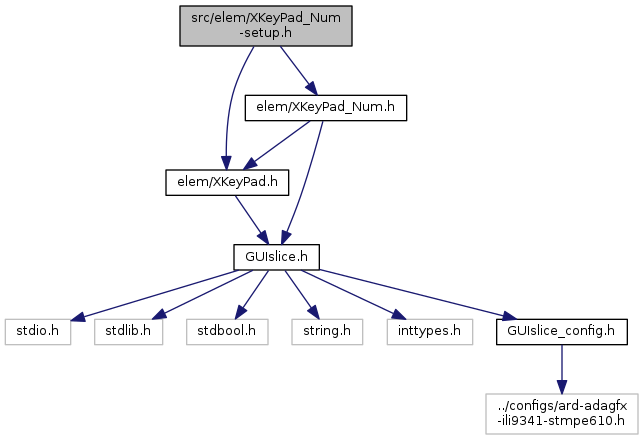 src/elem/XKeyPad_Num
-setup.h
elem/XKeyPad_Num.h
elem/XKeyPad.h
GUIslice.h
stdio.h
stdlib.h
stdbool.h
string.h
inttypes.h
GUIslice_config.h
../configs/ard-adagfx
-ili9341-stmpe610.h